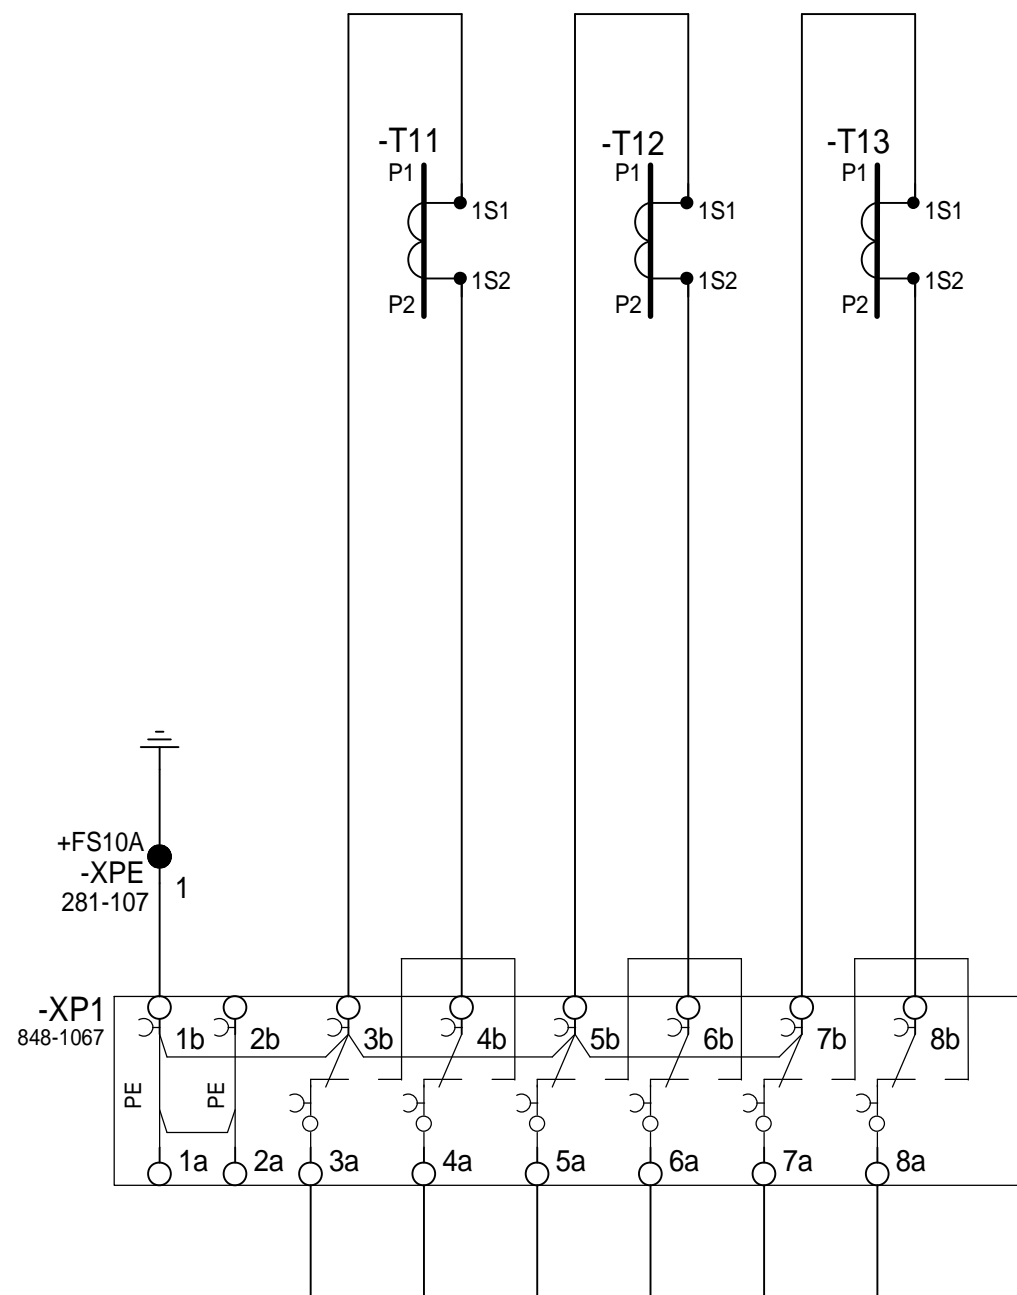 -T11
-T12
-T13
P1
P1
P1
1S1
1S1
1S1
1S2
1S2
1S2
P2
P2
P2
+FS10A
-XPE
281-107
1
-XP1
848-1067
1b
2b
3b
4b
5b
6b
7b
8b
PE
PE
1a
2a
3a
4a
5a
6a
7a
8a